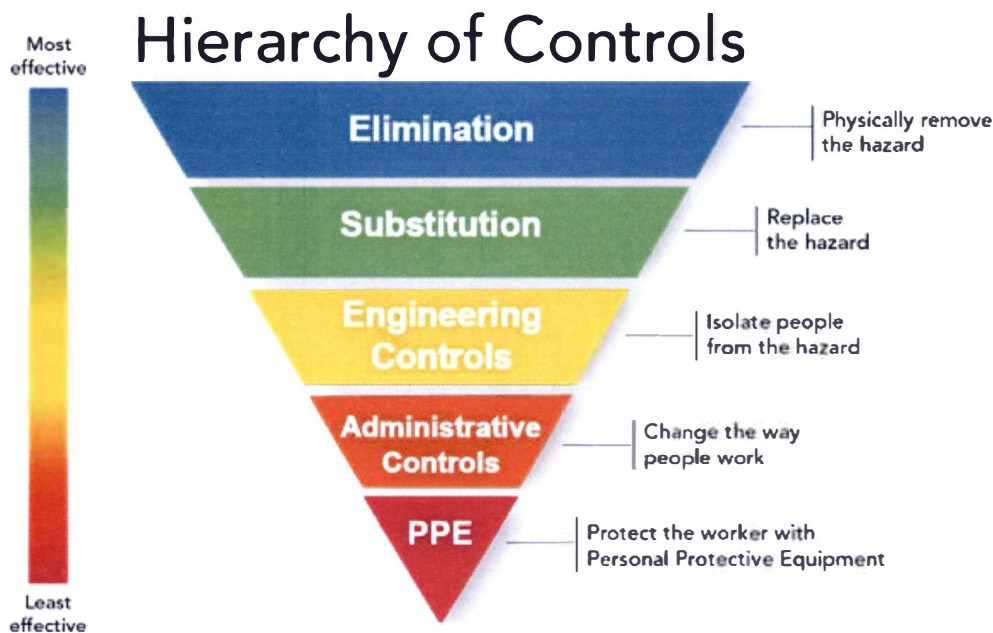 Hierarchy of Controls
Most
effective
Elimination
Physically remove
the hazard
Substitution
Replace
the hazard
Engineering
Controls
Isolate people
from the hazard
Administrative
Controls
Change the way
people work
PPE
Protect the worker with
Personal Protective Equipment
Least
effective